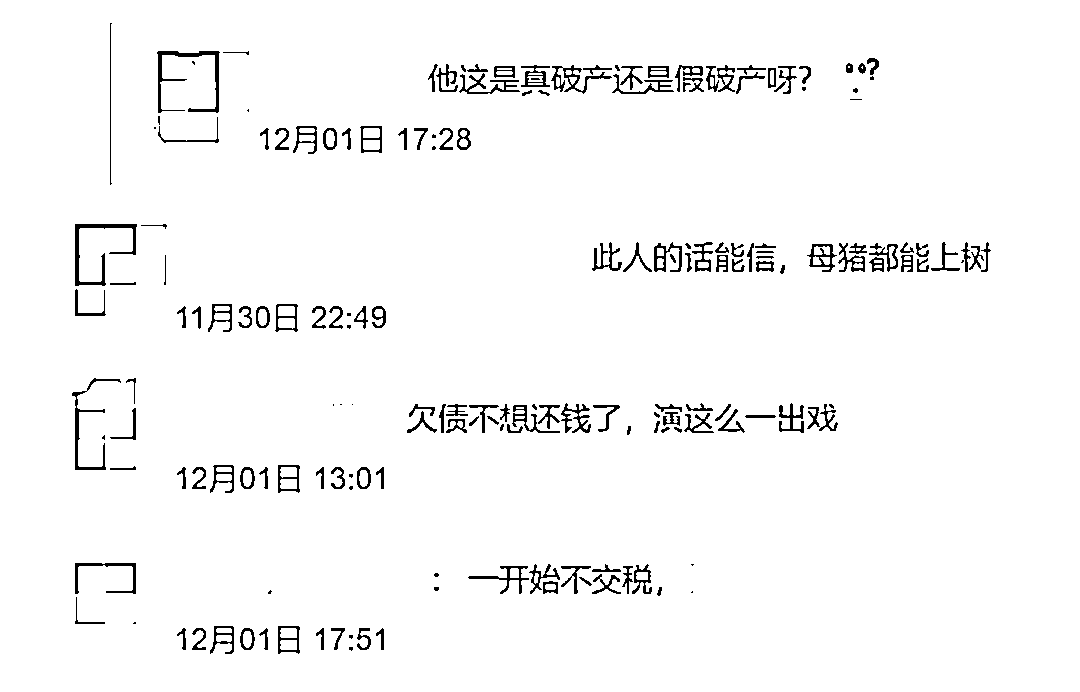 他这是真破产还是假破产呀？
12月01日 17:28
此人的话能信，母猪都能上树
11月30日 22:49
欠债不想还钱了，演这么一出戏
12月01日 13:01
： 一开始不交税，
12月01日 17:51